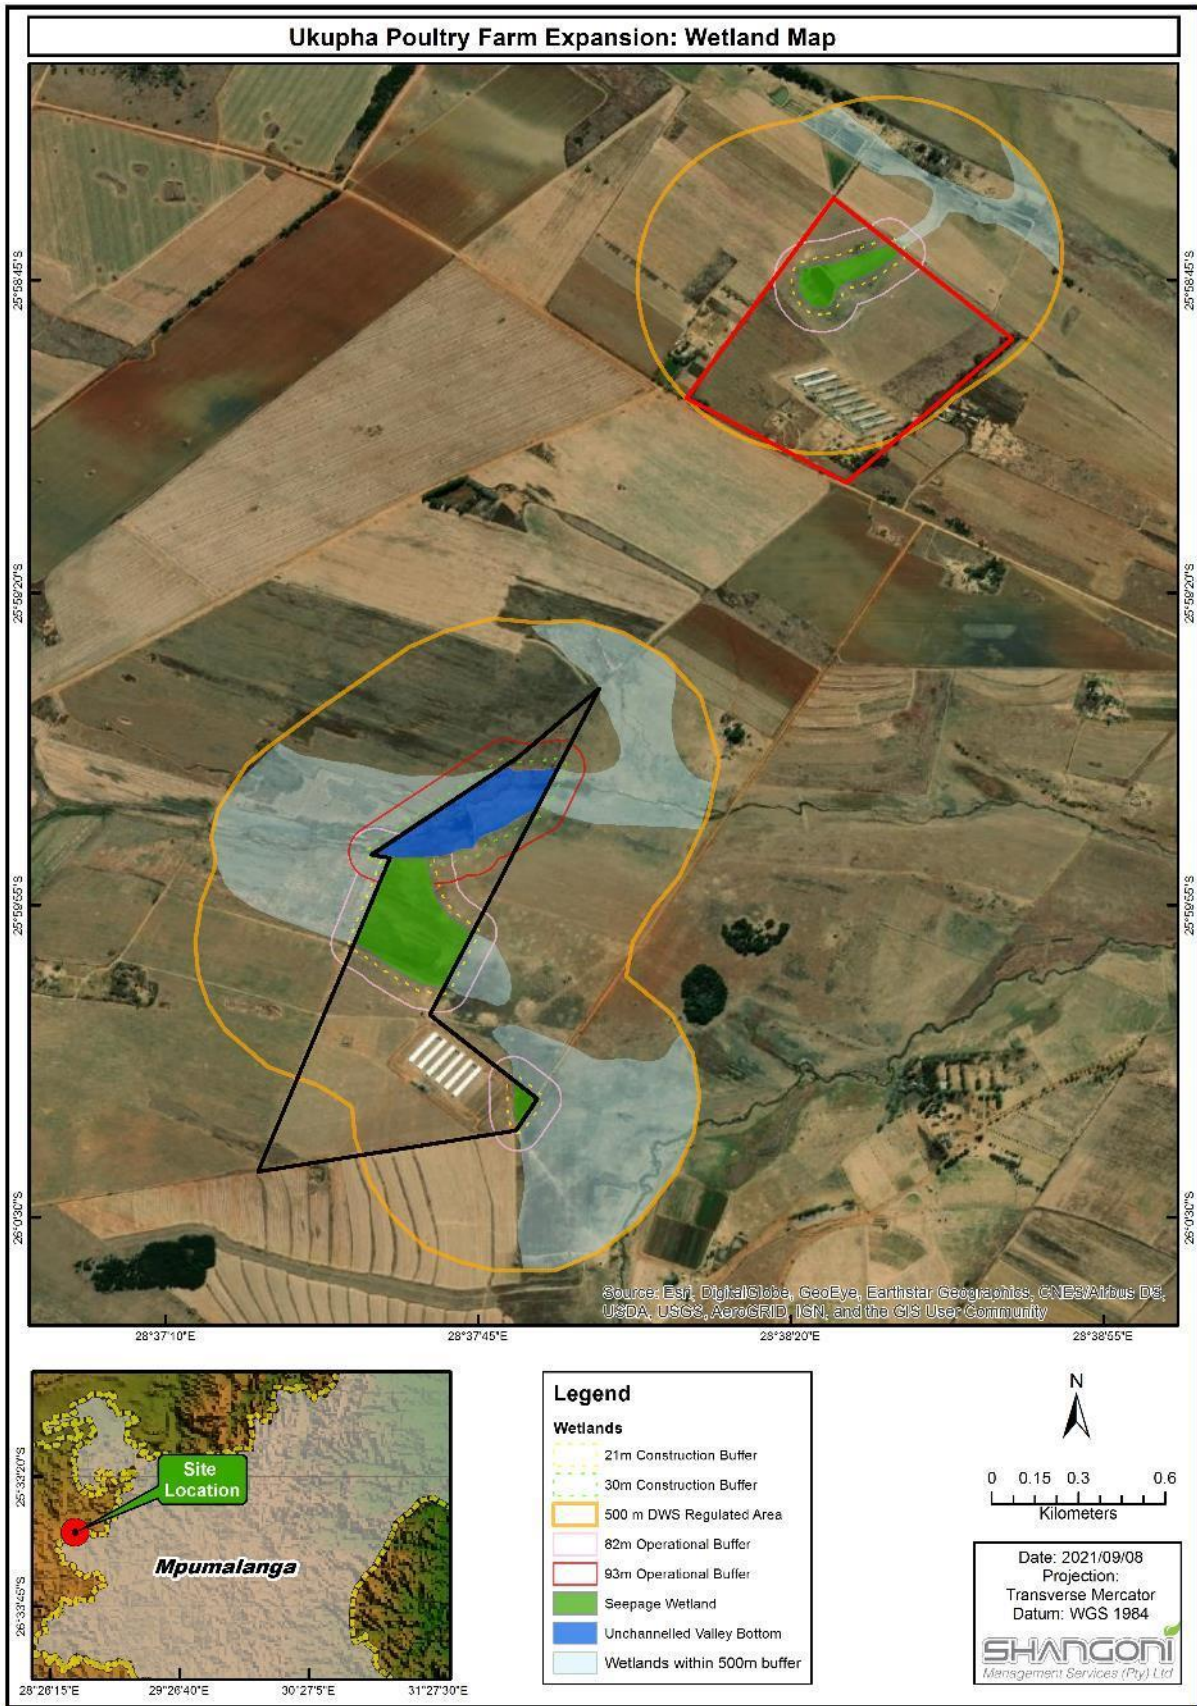 Ukupha Poultry Farm Expansion: Wetland Map
25°58'45"S
25°58'45"S
25°59'20"S
25°59'20"S
25°59'55"S
25°59'55"S
26°0'30"S
26°0'30"S
Source: Esri, DigitalGlobe, GeoEye, Earthstar Geographics, CNES/Airbus DS,
USDA, USGS, AeroGRID, IGN, and the GIS User Community
28°37'10"E
28°37'45"E
28°38'20"E
28°38'55"E
25°33'20"S
26°33'45"S
Site
Location
Mpumalanga
28°26'15"E
29°26'40"E
30°27'5"E
31°27'30"E
Legend
Wetlands
21m Construction Buffer
30m Construction Buffer
500 m DWS Regulated Area
82m Operational Buffer
93m Operational Buffer
Seepage Wetland
Unchannelled Valley Bottom
Wetlands within 500m buffer
N
0 0.15 0.3 0.6
Kilometers
Date: 2021/09/08
Projection:
Transverse Mercator
Datum: WGS 1984
SHANGONI
Management Services (Pty) Ltd